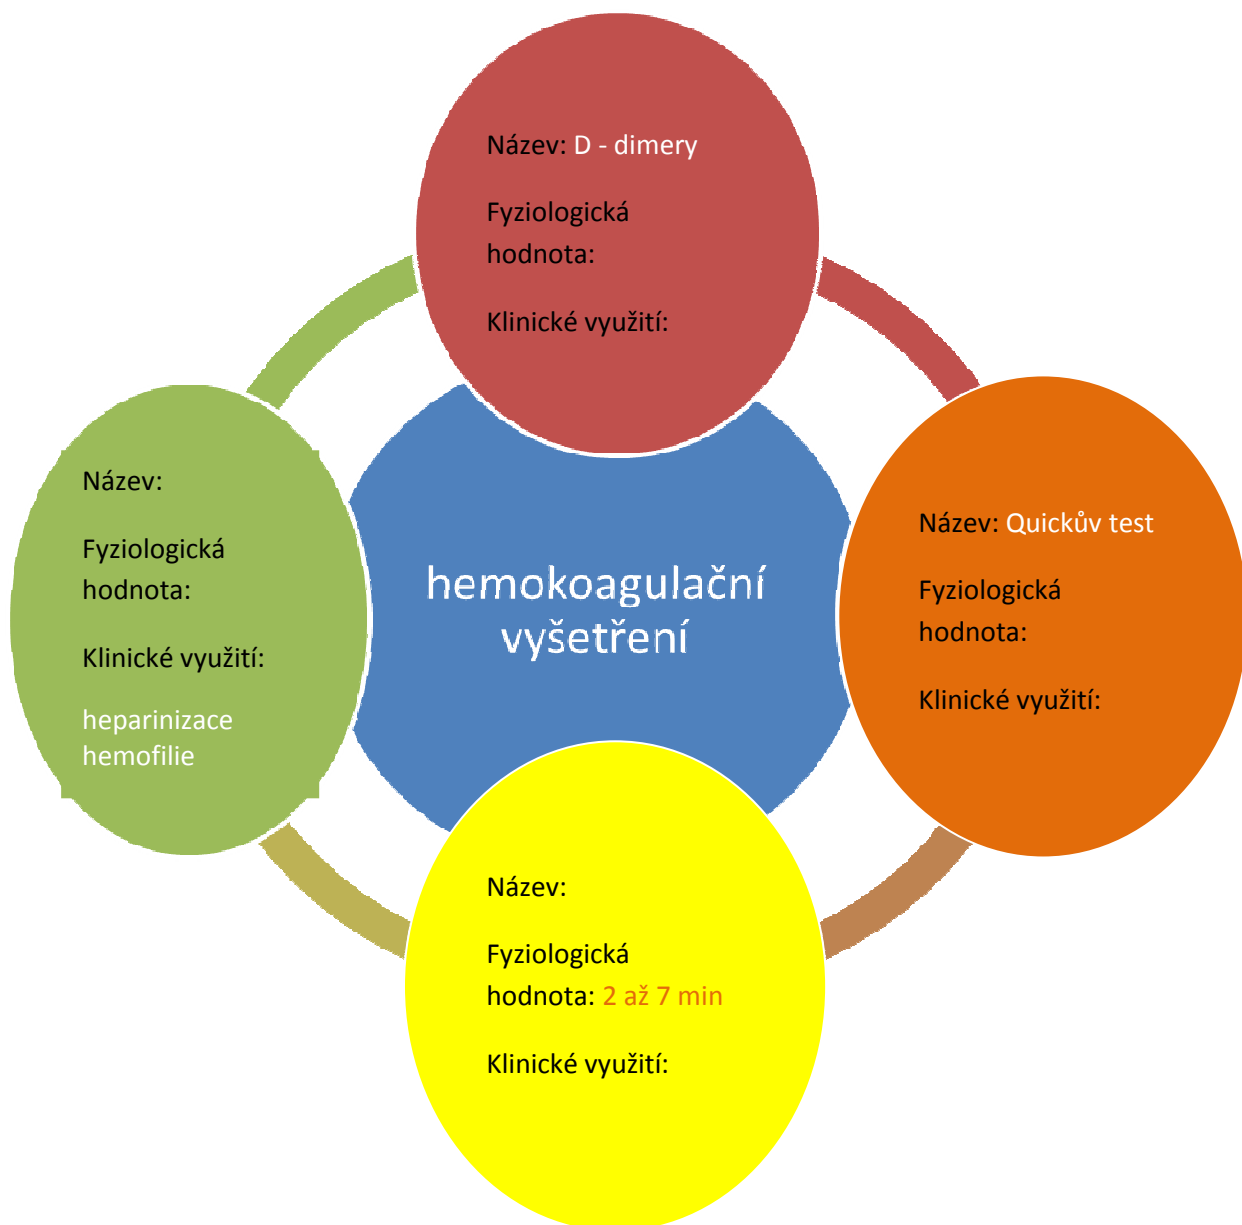 Název: D - dimery
Fyziologická
hodnota:
Klinické využití:
Název:
Fyziologická
hodnota:
Klinické využití:
heparinizace
hemofilie
hemokoagulační
vyšetření
Název: Quickův test
Fyziologická
hodnota:
Klinické využití:
Název:
Fyziologická
hodnota: 2 až 7 min
Klinické využití: